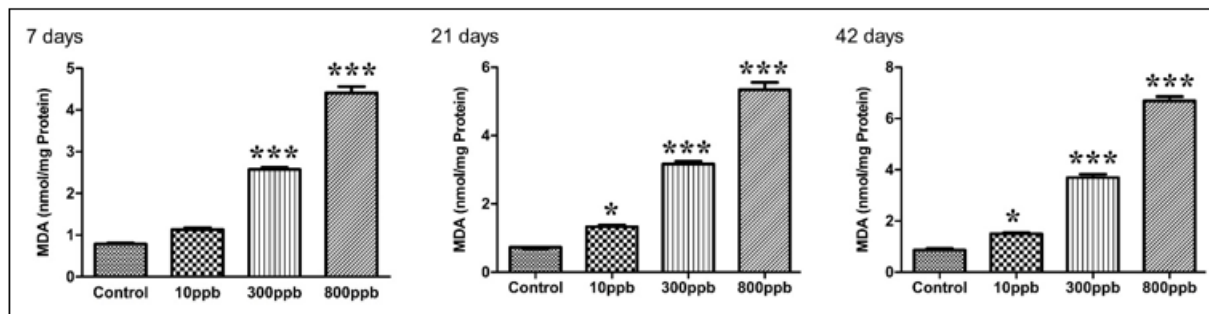 7 days
MDA (nmol/mg Protein)
5
4
3
2
1
0
***
***
Control 10ppb 300ppb 800ppb
21 days
MDA (nmol/mg Protein)
6
4
2
0
*
***
***
Control 10ppb 300ppb 800ppb
42 days
MDA (nmol/mg Protein)
8
6
4
2
0
*
***
***
Control 10ppb 300ppb 800ppb